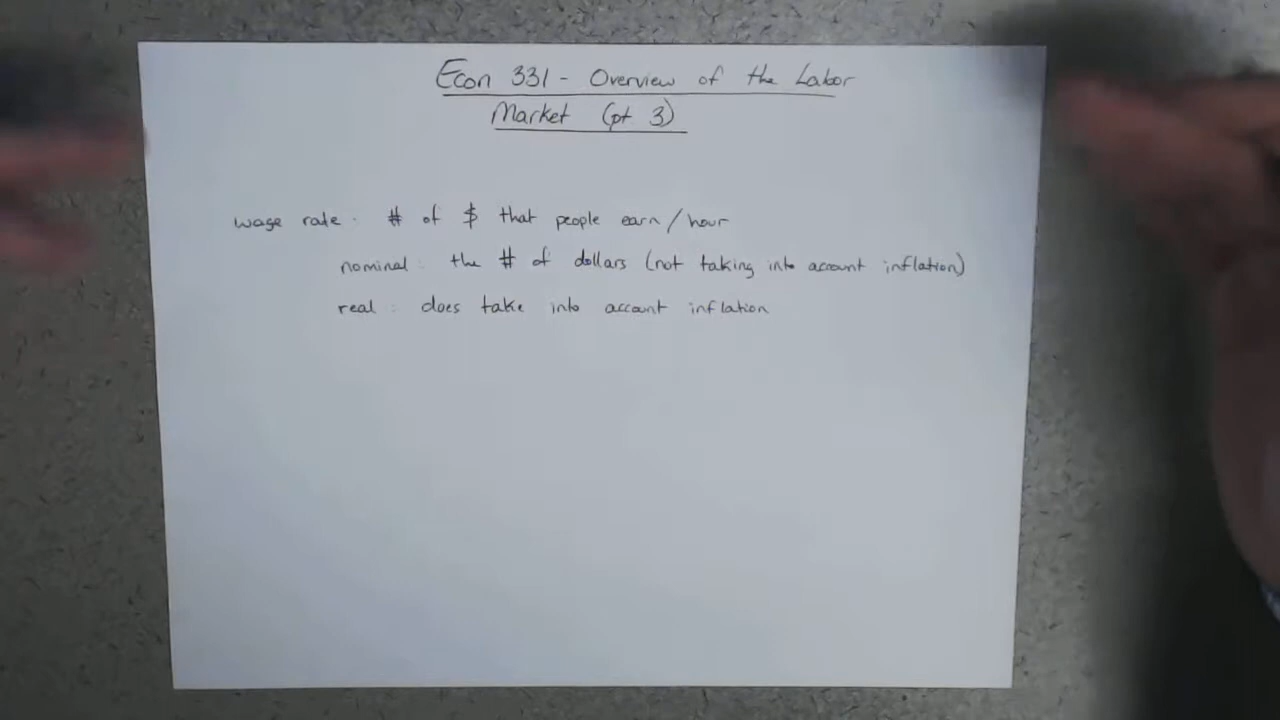 Econ 331 - Overview of the Labor
Market (pt 3)
wage rate: # of $ that people earn/hour
nominal: the # of dollars (not taking into account inflation)
real: does take into account inflation